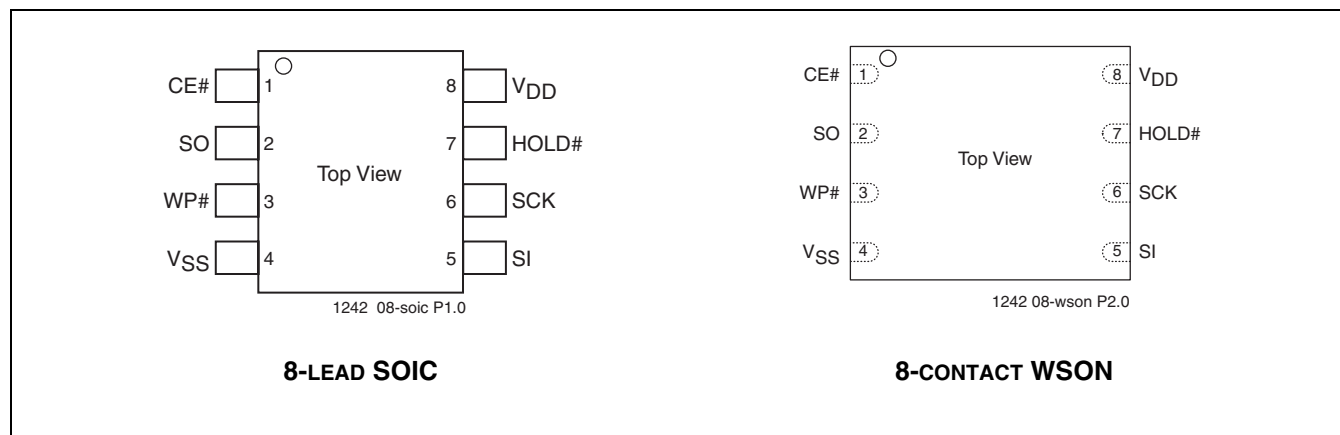 CE# 1 8 VDD
SO 2 7 HOLD#
Top View
WP# 3 6 SCK
VSS 4 5 SI
1242 08-soic P1.0
8-LEAD SOIC
CE# 1 8 VDD
SO 2 7 HOLD#
Top View
WP# 3 6 SCK
VSS 4 5 SI
1242 08-wson P2.0
8-CONTACT WSON